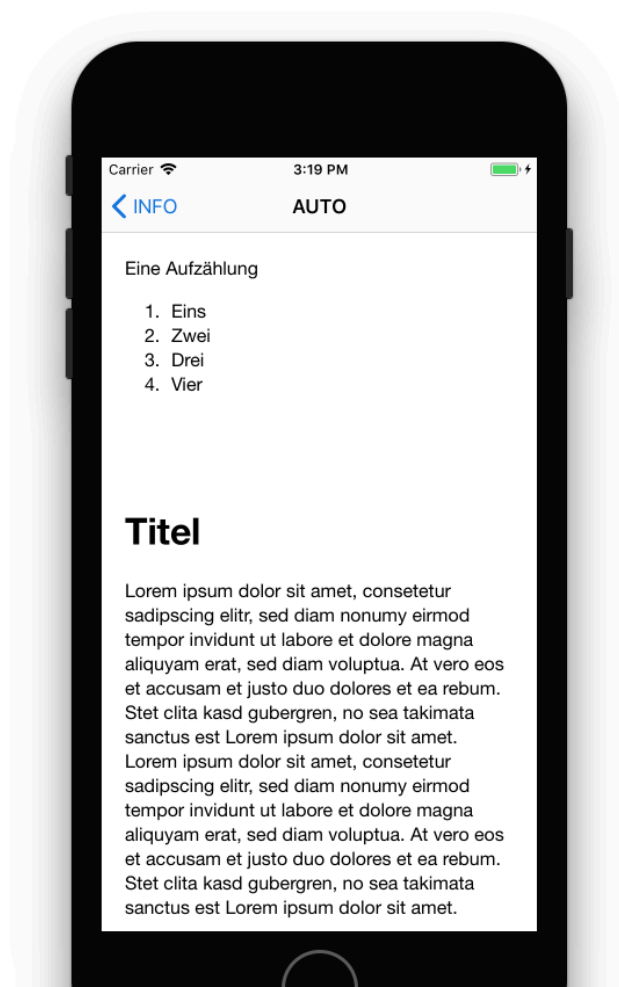 Carrier 3:19 PM
INFO AUTO
Eine Aufzählung
1. Eins
2. Zwei
3. Drei
4. Vier
Titel
Lorem ipsum dolor sit amet, consetetur
sadipscing elitr, sed diam nonumy eirmod
tempor invidunt ut labore et dolore magna
aliquyam erat, sed diam voluptua. At vero eos
et accusam et justo duo dolores et ea rebum.
Stet clita kasd gubergren, no sea takimata
sanctus est Lorem ipsum dolor sit amet.
Lorem ipsum dolor sit amet, consetetur
sadipscing elitr, sed diam nonumy eirmod
tempor invidunt ut labore et dolore magna
aliquyam erat, sed diam voluptua. At vero eos
et accusam et justo duo dolores et ea rebum.
Stet clita kasd gubergren, no sea takimata
sanctus est Lorem ipsum dolor sit amet.